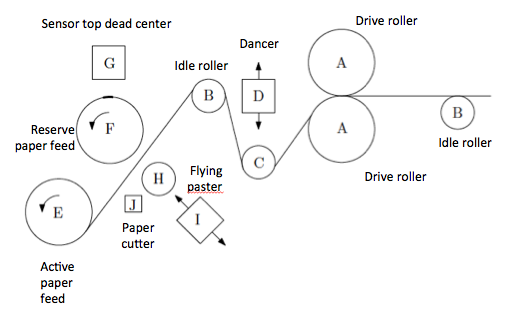 Sensor top dead center
Drive roller
Dancer
G
Idle roller
A
B
D
B
Reserve
paper feed
F
A
Idle roller
C
Flying
paster
H
Drive roller
E
J
I
Paper
cutter
Active
paper
feed